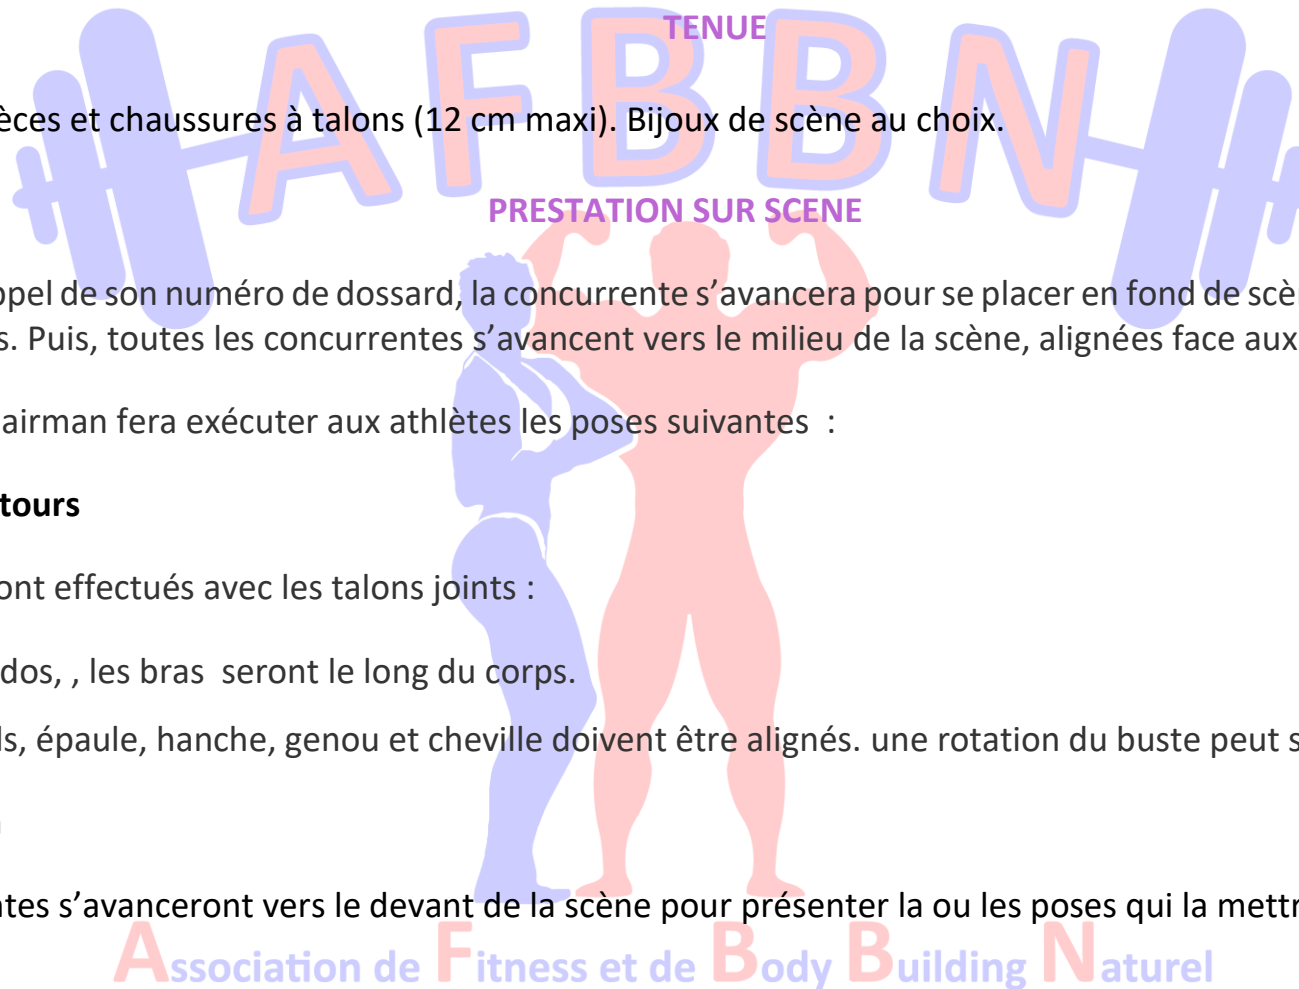 AFBBN
TENUE
èces et chaussures à talons (12 cm maxi). Bijoux de scène au choix.
PRESTATION SUR SCENE
ppel de son numéro de dossard, la concurrente s’avancera pour se placer en fond de scèn
s. Puis, toutes les concurrentes s’avancent vers le milieu de la scène, alignées face aux
airman fera exécuter aux athlètes les poses suivantes :
tours
ont effectués avec les talons joints :
dos, , les bras seront le long du corps.
ls, épaule, hanche, genou et cheville doivent être alignés. une rotation du buste peut s
ntes s’avanceront vers le devant de la scène pour présenter la ou les poses qui la mettr
Association de Fitness et de Body Building Naturel